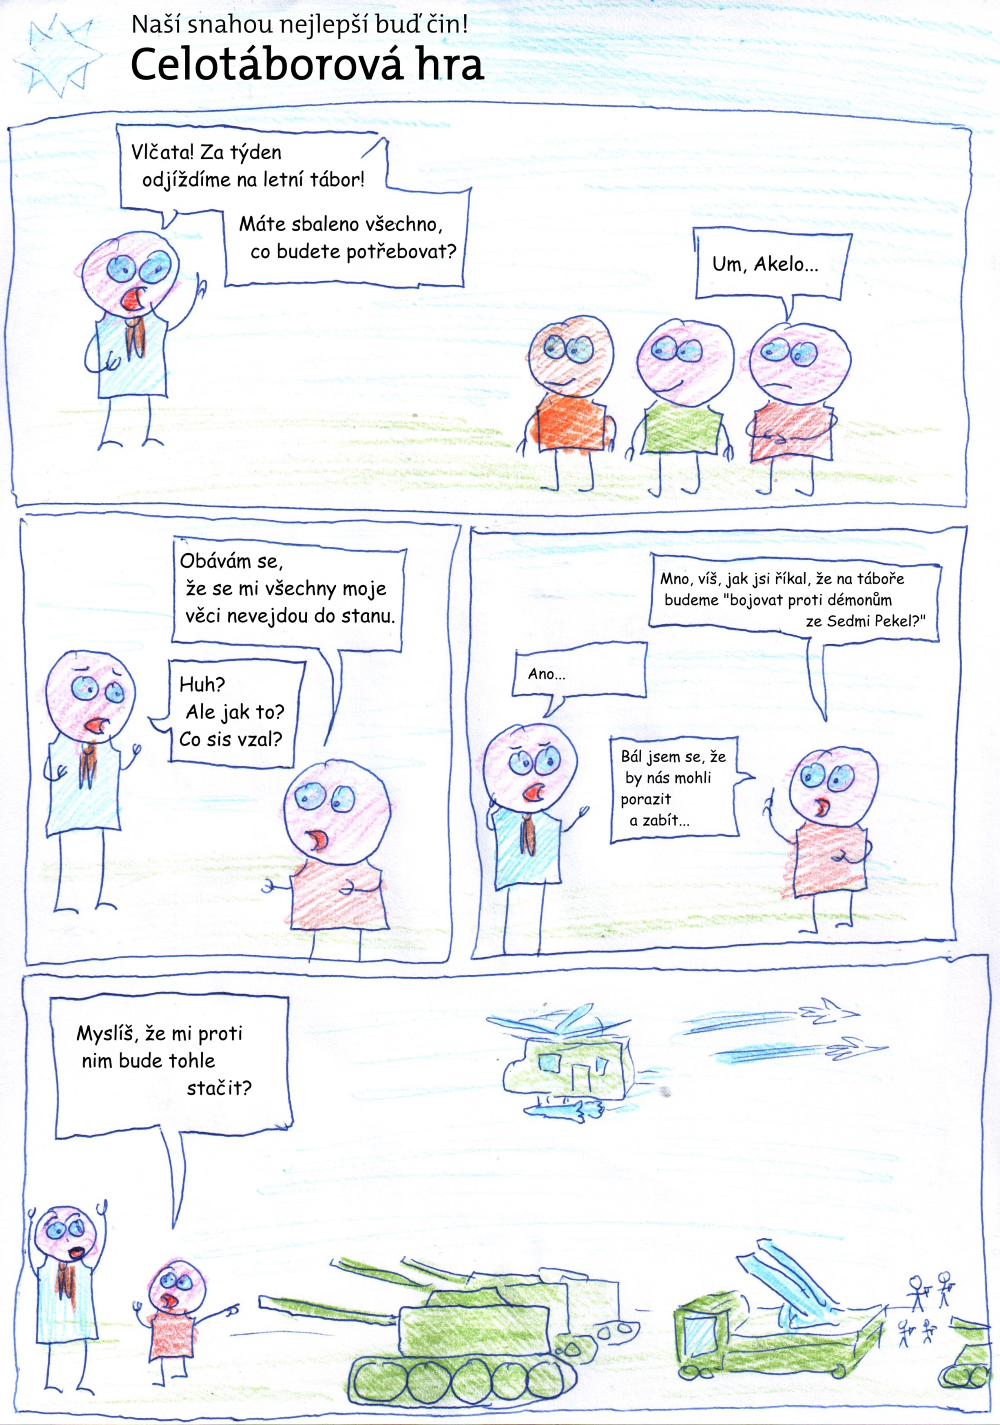 Naší snahou nejlepší buď čin!
Celotáborová hra
Vlčata! Za týden
odjíždíme na letní tábor!
Máte sbaleno všechno,
co budete potřebovat?
Um, Akelo...
Obávám se,
že se mi všechny moje
věci nevejdou do stanu.
Huh?
Ale jak to?
Co sis vzal?
Mno, víš, jak jsi říkal, že na táboře
budeme "bojovat proti démonům
ze Sedmi Pekel?"
Ano...
Bál jsem se, že
by nás mohli
porazit
a zabít...
Myslíš, že mi proti
nim bude tohle
stačit?